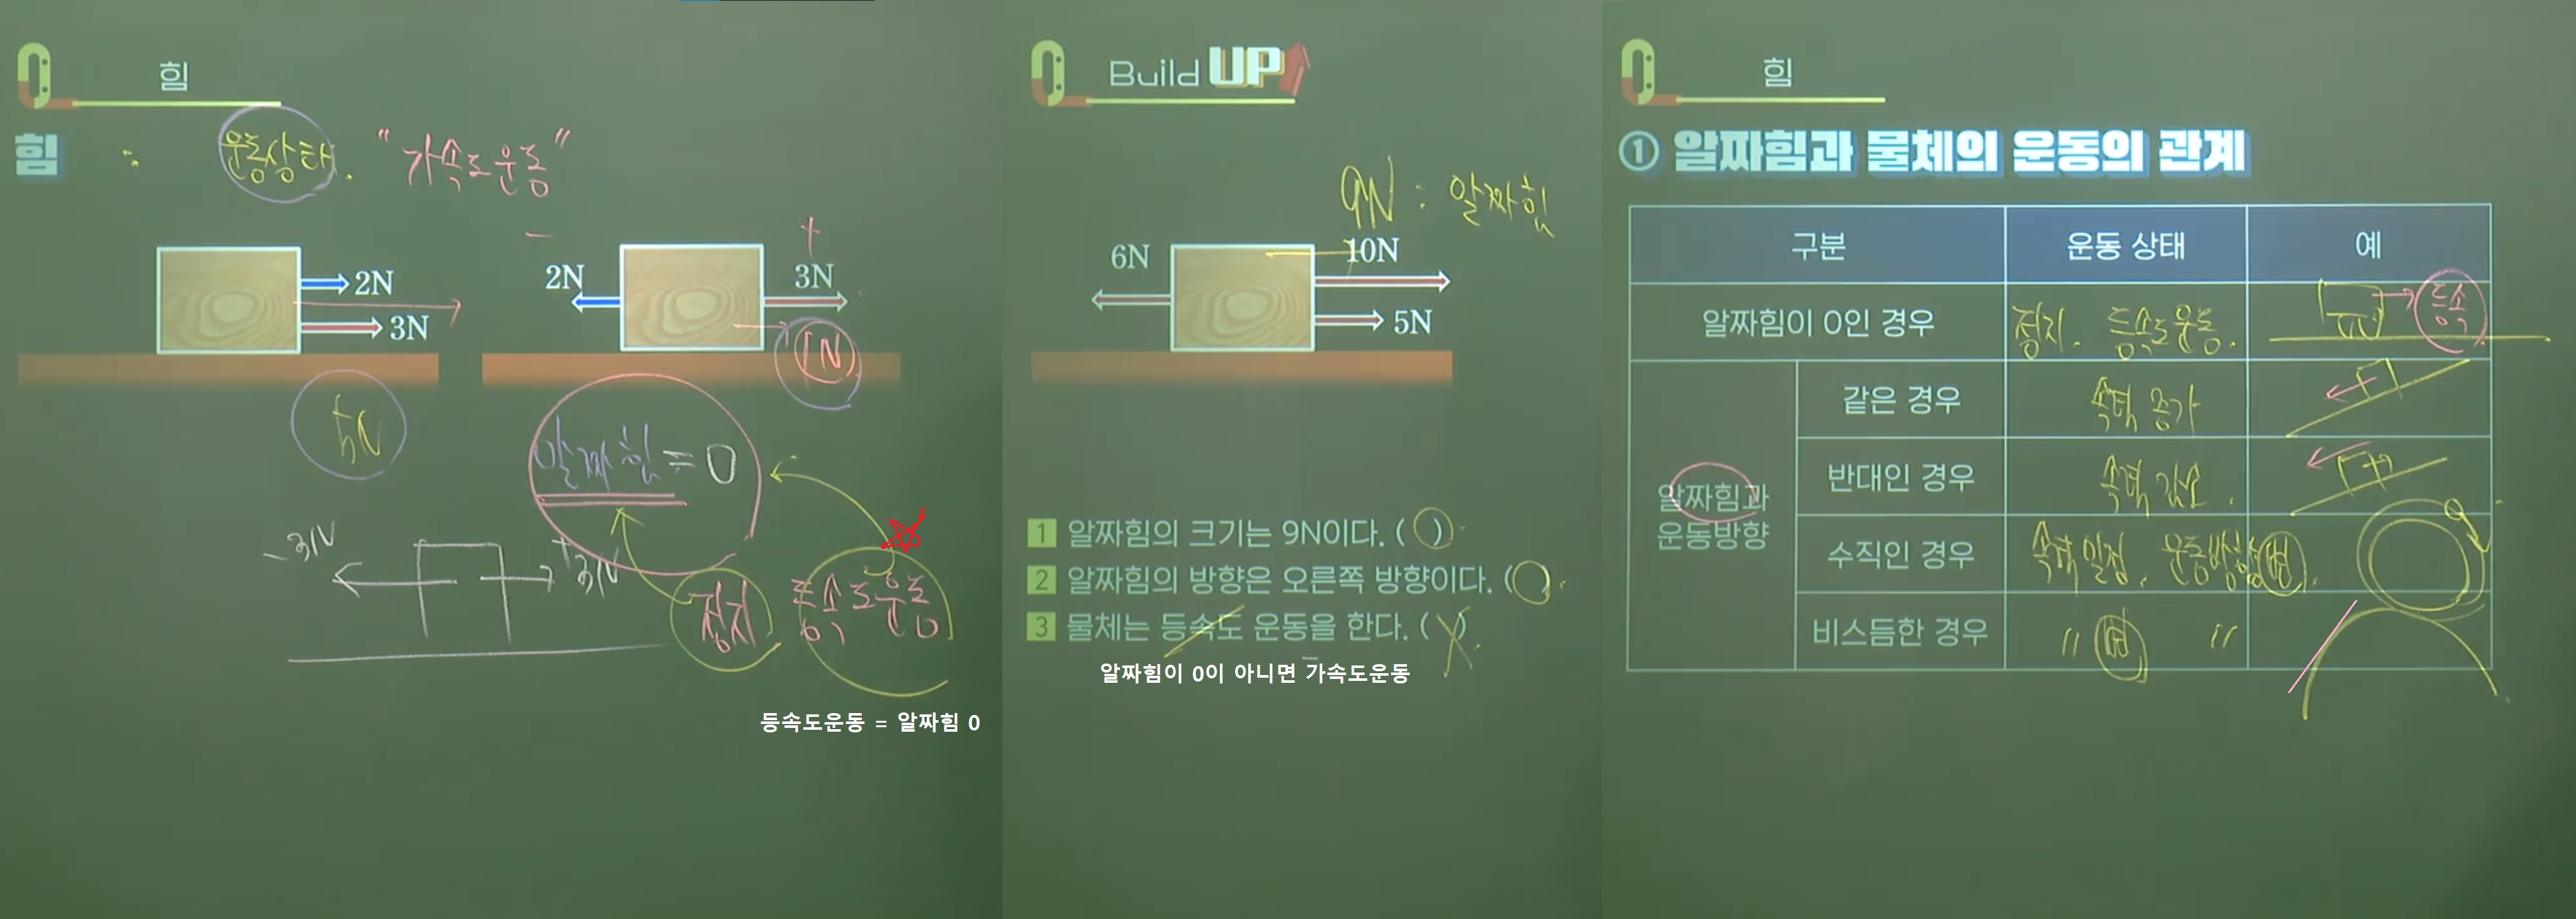 힘
힘 : 운동상태. "가속도운동"
- +
2N
3N
2N
3N
1N
5N
알짜힘=0
-3N
+3N
정지
등속도운동
등속도운동 = 알짜힘 0
Build UP
9N : 알짜힘
6N
10N
5N
1 알짜힘의 크기는 9N이다. (○)
2 알짜힘의 방향은 오른쪽 방향이다. (○).
3 물체는 등속도 운동을 한다. (X)
알짜힘이 0이 아니면 가속도운동
힘
① 알짜힘과 물체의 운동의 관계
구분 운동 상태 예
알짜힘이 0인 경우 정지. 등속도운동. 등속
알짜힘과 운동방향
같은 경우 속력 증가
반대인 경우 속력 감소.
수직인 경우 속력일정. 운동방향 변.
비스듬한 경우 " 변 "